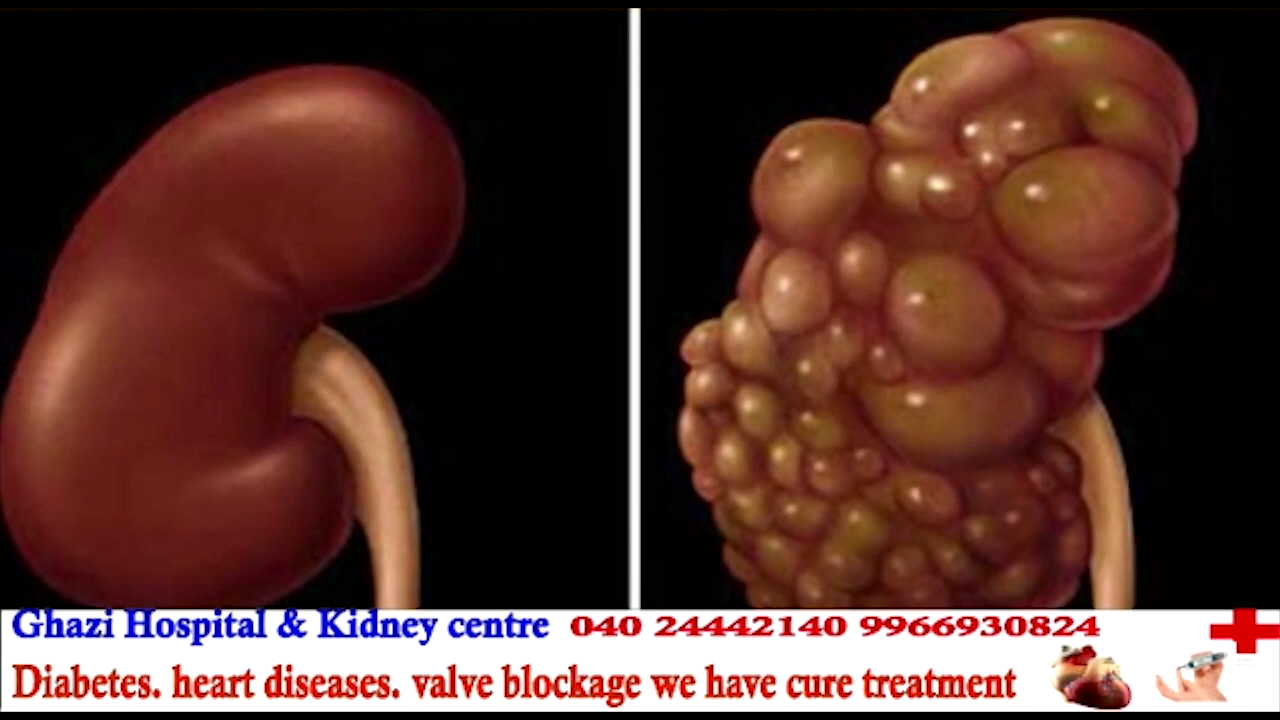 Ghazi Hospital & Kidney centre 040 24442140 9966930824
Diabetes. heart diseases. valve blockage we have cure treatment